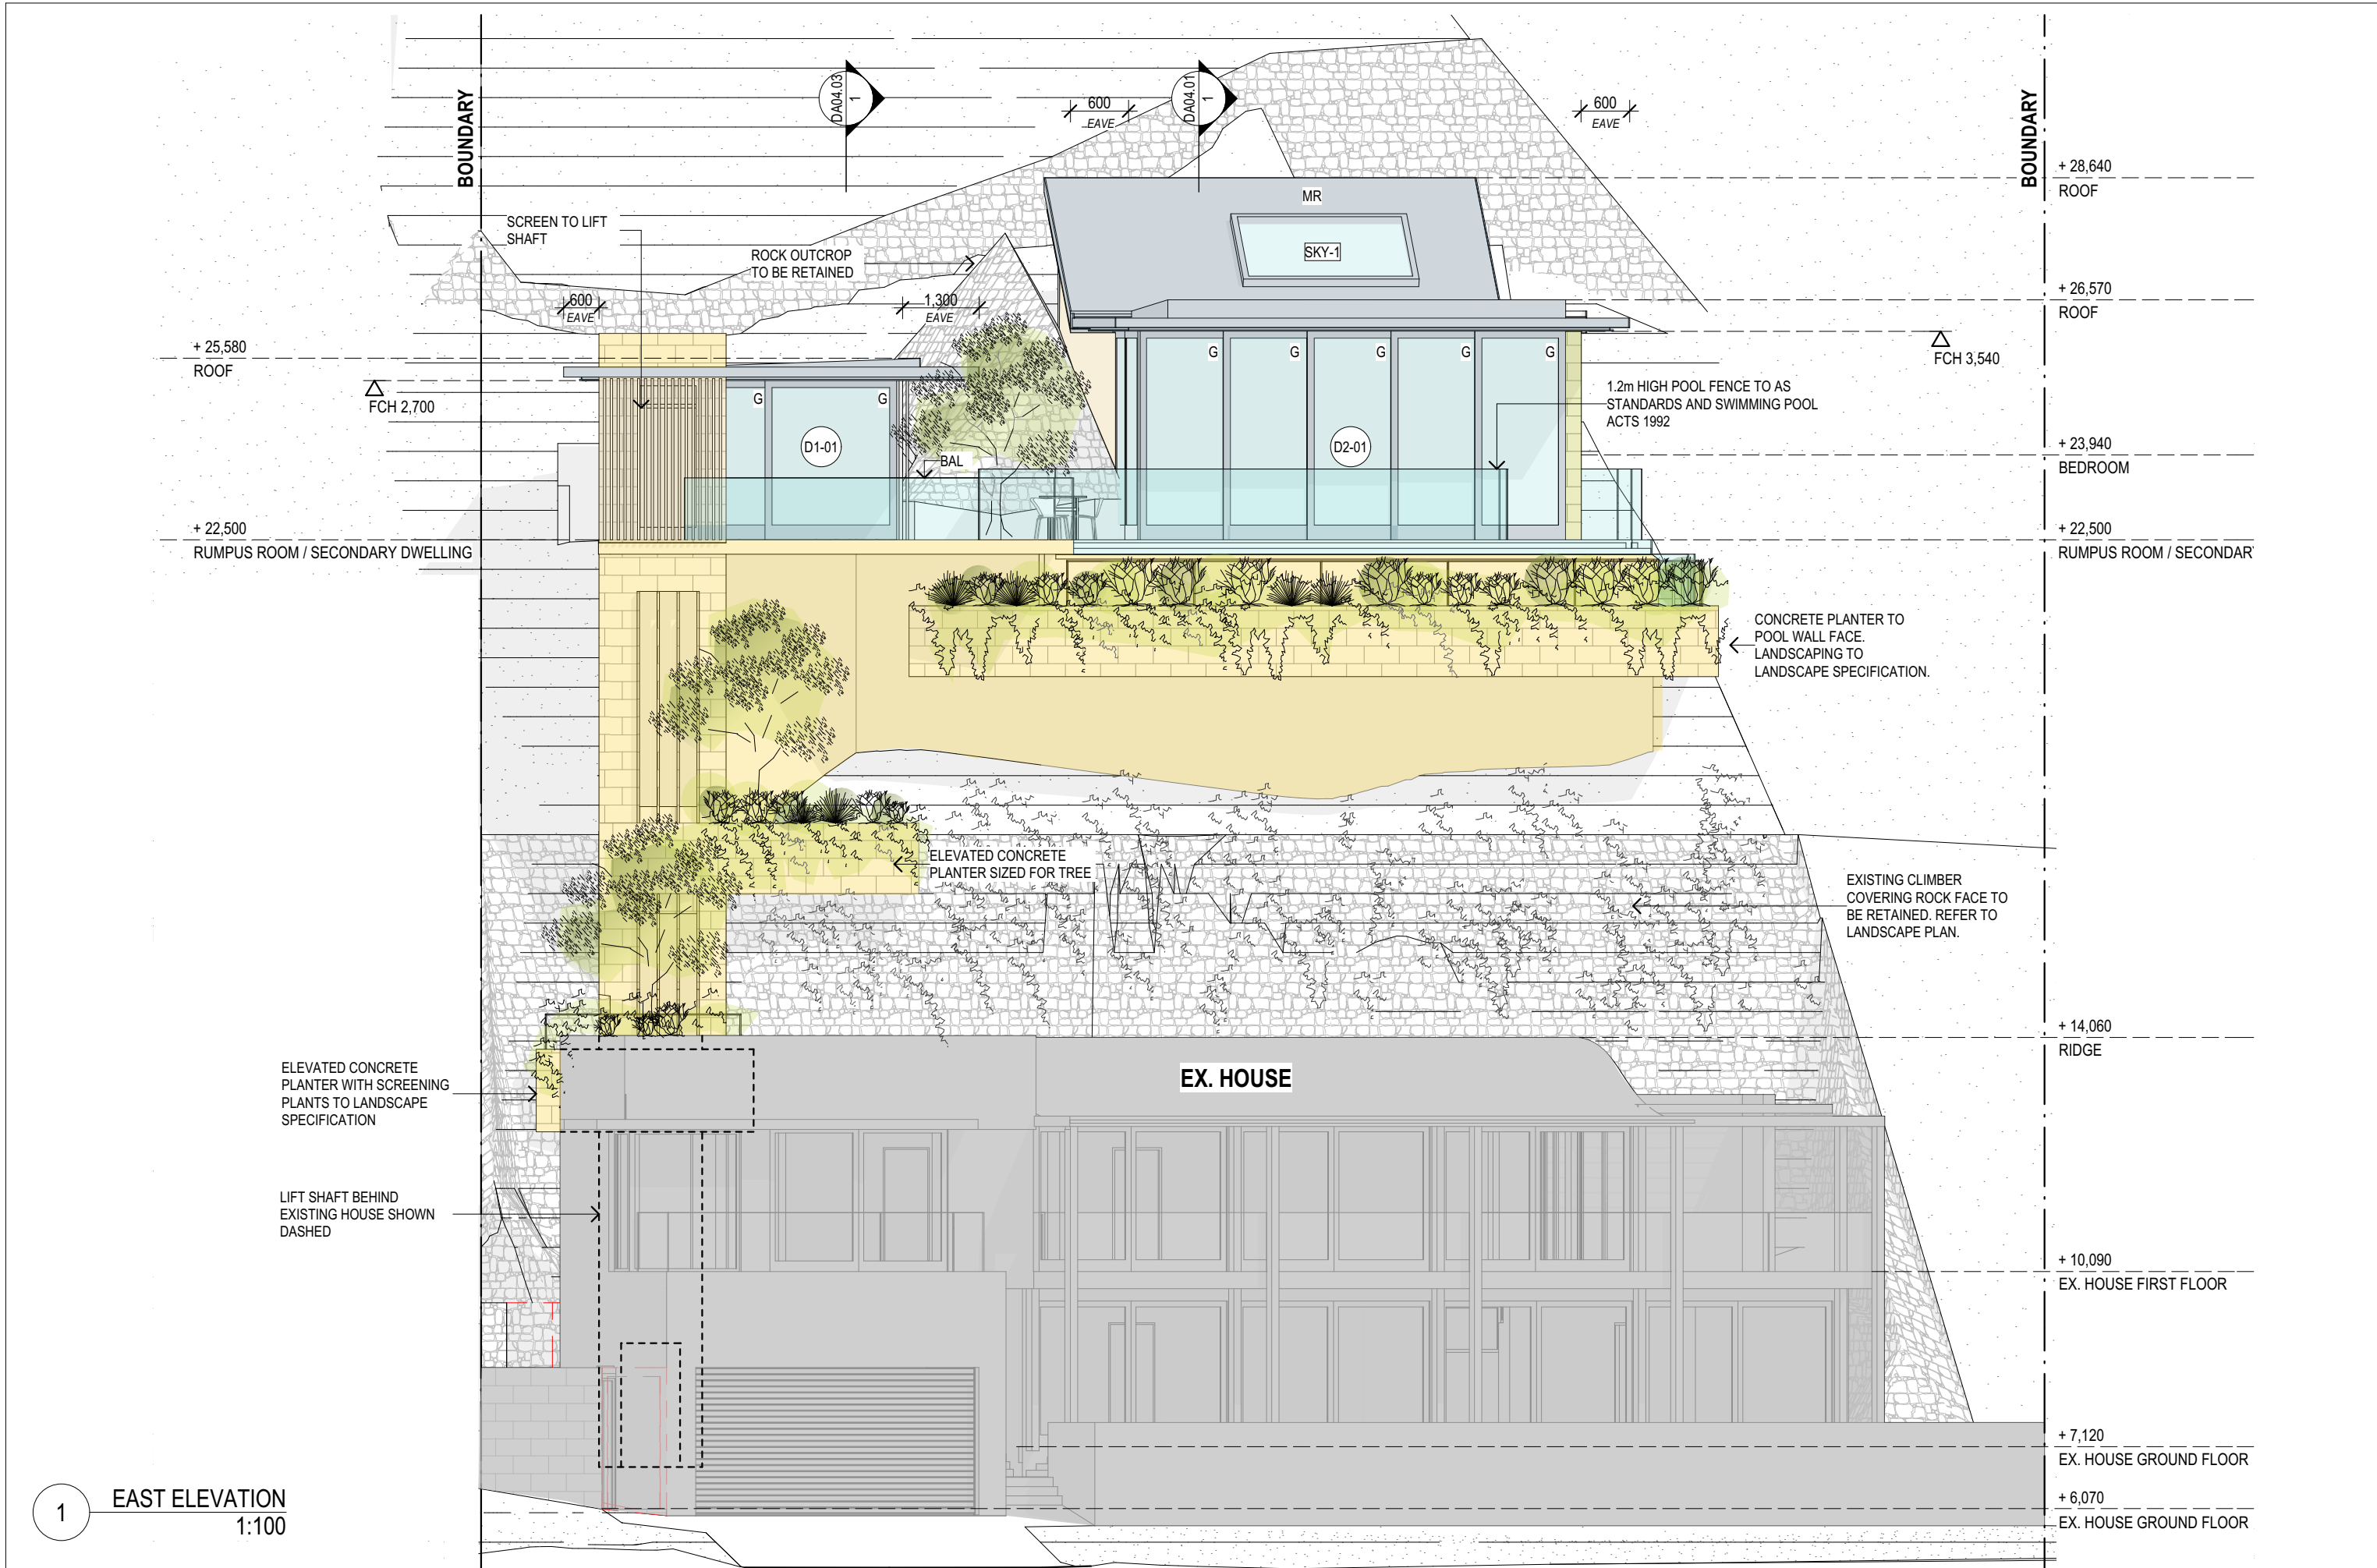 BOUNDARY
DA04.03
1
600
EAVE
DA04.01
1
600
EAVE
BOUNDARY
+ 28,640
ROOF
MR
SCREEN TO LIFT
SHAFT
SKY-1
ROCK OUTCROP
TO BE RETAINED
600
EAVE
1,300
EAVE
+ 26,570
ROOF
+ 25,580
ROOF
FCH 2,700
G
G
D1-01
G
G
G
G
G
FCH 3,540
1.2m HIGH POOL FENCE TO AS
STANDARDS AND SWIMMING POOL
ACTS 1992
D2-01
BAL
+ 23,940
BEDROOM
+ 22,500
RUMPUS ROOM / SECONDARY DWELLING
+ 22,500
RUMPUS ROOM / SECONDAR
CONCRETE PLANTER TO
POOL WALL FACE.
LANDSCAPING TO
LANDSCAPE SPECIFICATION.
ELEVATED CONCRETE
PLANTER SIZED FOR TREE
EXISTING CLIMBER
COVERING ROCK FACE TO
BE RETAINED. REFER TO
LANDSCAPE PLAN.
+ 14,060
RIDGE
ELEVATED CONCRETE
PLANTER WITH SCREENING
PLANTS TO LANDSCAPE
SPECIFICATION
EX. HOUSE
LIFT SHAFT BEHIND
EXISTING HOUSE SHOWN
DASHED
+ 10,090
EX. HOUSE FIRST FLOOR
+ 7,120
EX. HOUSE GROUND FLOOR
+ 6,070
EX. HOUSE GROUND FLOOR
1
EAST ELEVATION
1:100